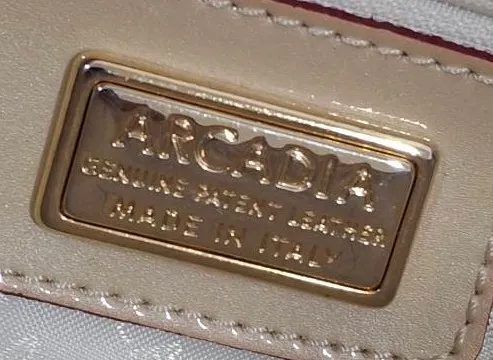 ARCADIA
GENUINE PATENT LEATHER
MADE IN ITALY